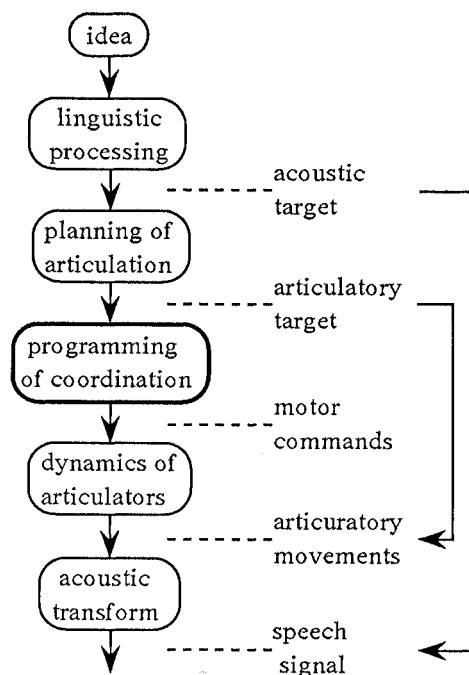 idea
linguistic
processing
acoustic
target
planning of
articulation
articulatory
target
programming
of coordination
motor
commands
dynamics of
articulators
articuratory
movements
acoustic
transform
speech
signal